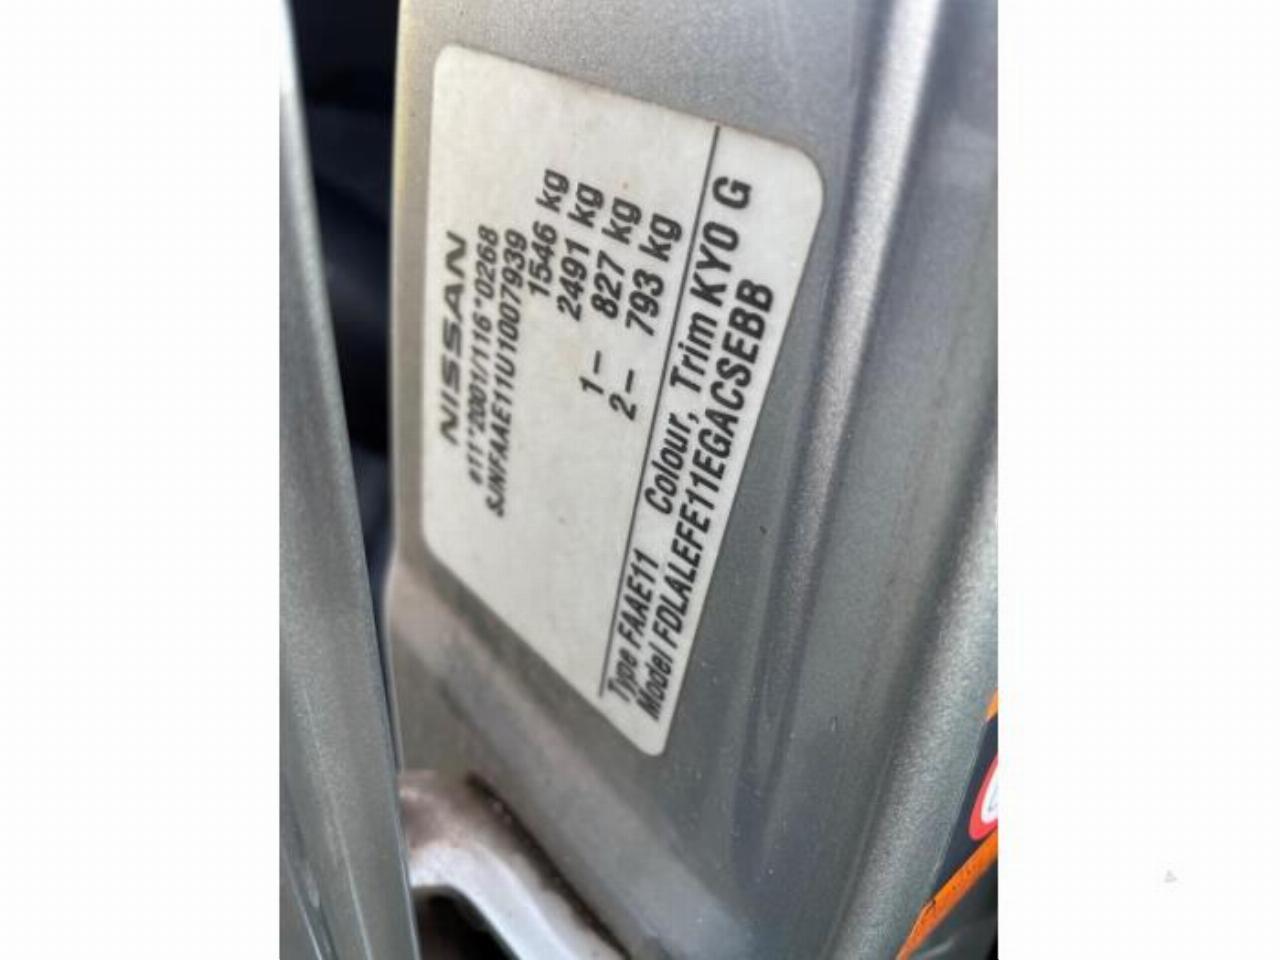 NISSAN
e11*2001/116*0268
SJNFAAE11U1007939
1546 kg
2491 kg
1- 827 kg
2- 793 kg
Type FAAE11 Colour, Trim KY0 G
Model FDLALEFE11EGACSEBB